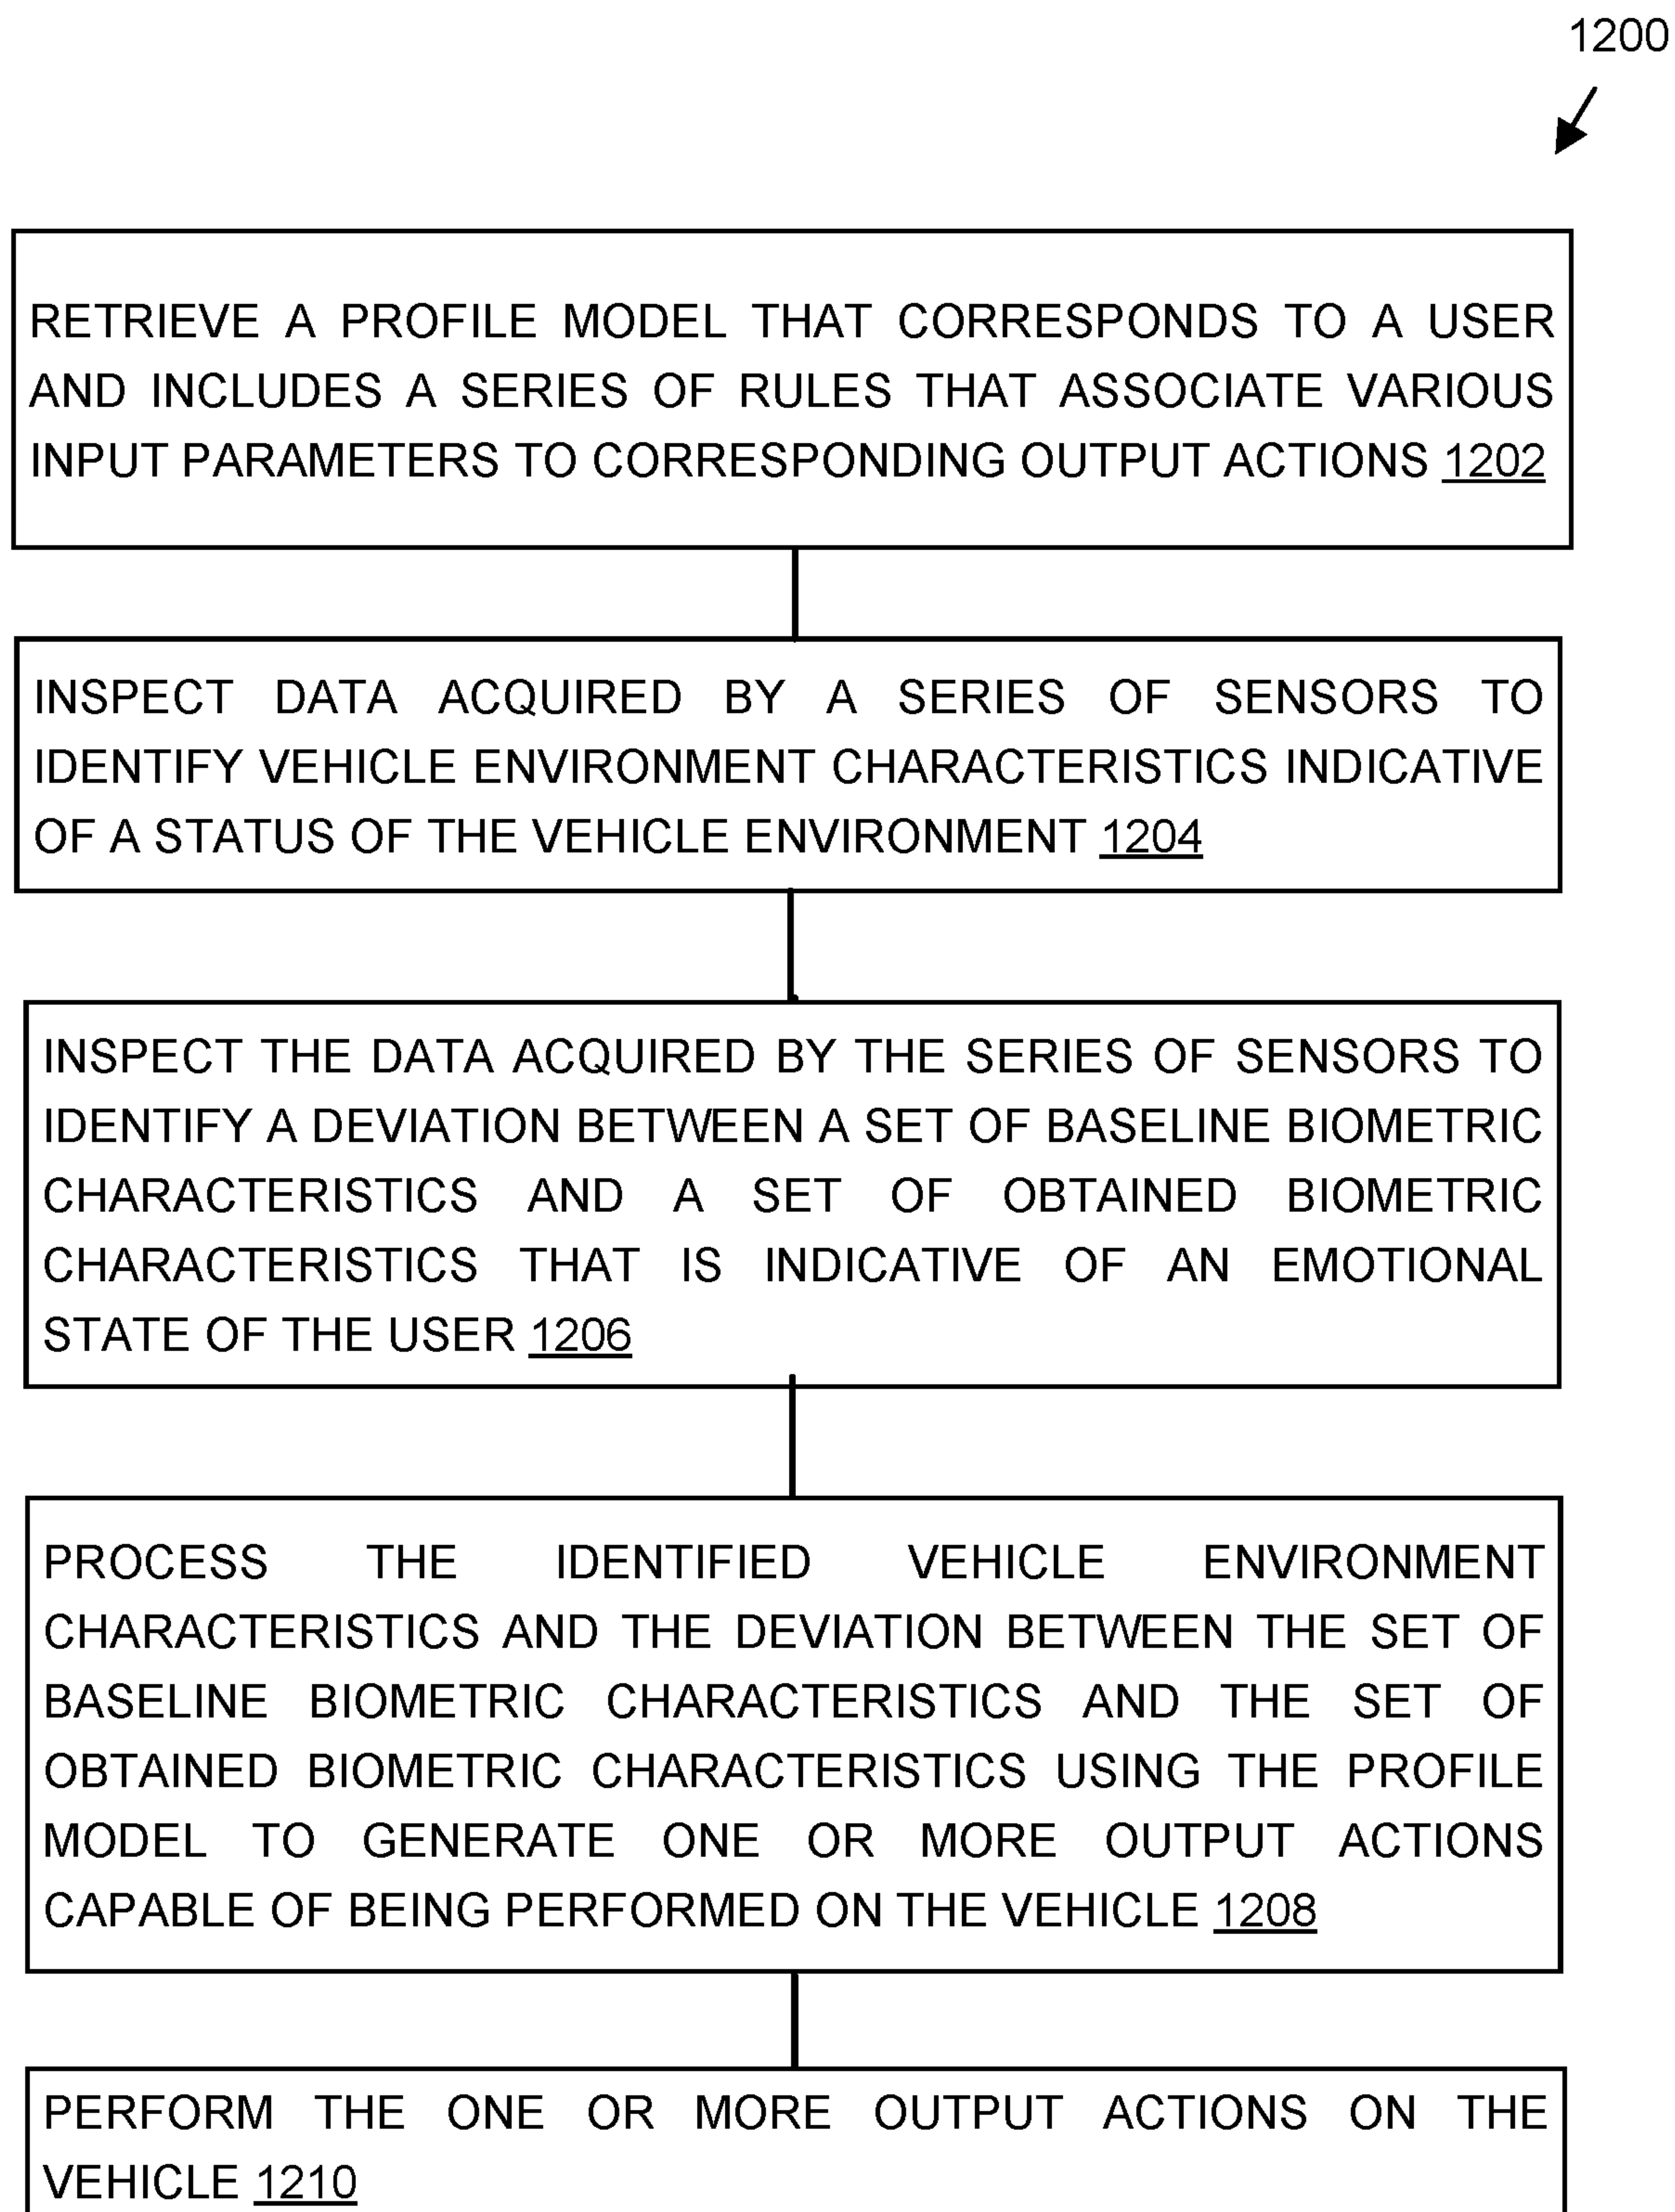 1200
RETRIEVE A PROFILE MODEL THAT CORRESPONDS TO A USER
AND INCLUDES A SERIES OF RULES THAT ASSOCIATE VARIOUS
INPUT PARAMETERS TO CORRESPONDING OUTPUT ACTIONS 1202
INSPECT DATA ACQUIRED BY A SERIES OF SENSORS TO
IDENTIFY VEHICLE ENVIRONMENT CHARACTERISTICS INDICATIVE
OF A STATUS OF THE VEHICLE ENVIRONMENT 1204
INSPECT THE DATA ACQUIRED BY THE SERIES OF SENSORS TO
IDENTIFY A DEVIATION BETWEEN A SET OF BASELINE BIOMETRIC
CHARACTERISTICS AND A SET OF OBTAINED BIOMETRIC
CHARACTERISTICS THAT IS INDICATIVE OF AN EMOTIONAL
STATE OF THE USER 1206
PROCESS THE IDENTIFIED VEHICLE ENVIRONMENT
CHARACTERISTICS AND THE DEVIATION BETWEEN THE SET OF
BASELINE BIOMETRIC CHARACTERISTICS AND THE SET OF
OBTAINED BIOMETRIC CHARACTERISTICS USING THE PROFILE
MODEL TO GENERATE ONE OR MORE OUTPUT ACTIONS
CAPABLE OF BEING PERFORMED ON THE VEHICLE 1208
PERFORM THE ONE OR MORE OUTPUT ACTIONS ON THE
VEHICLE 1210